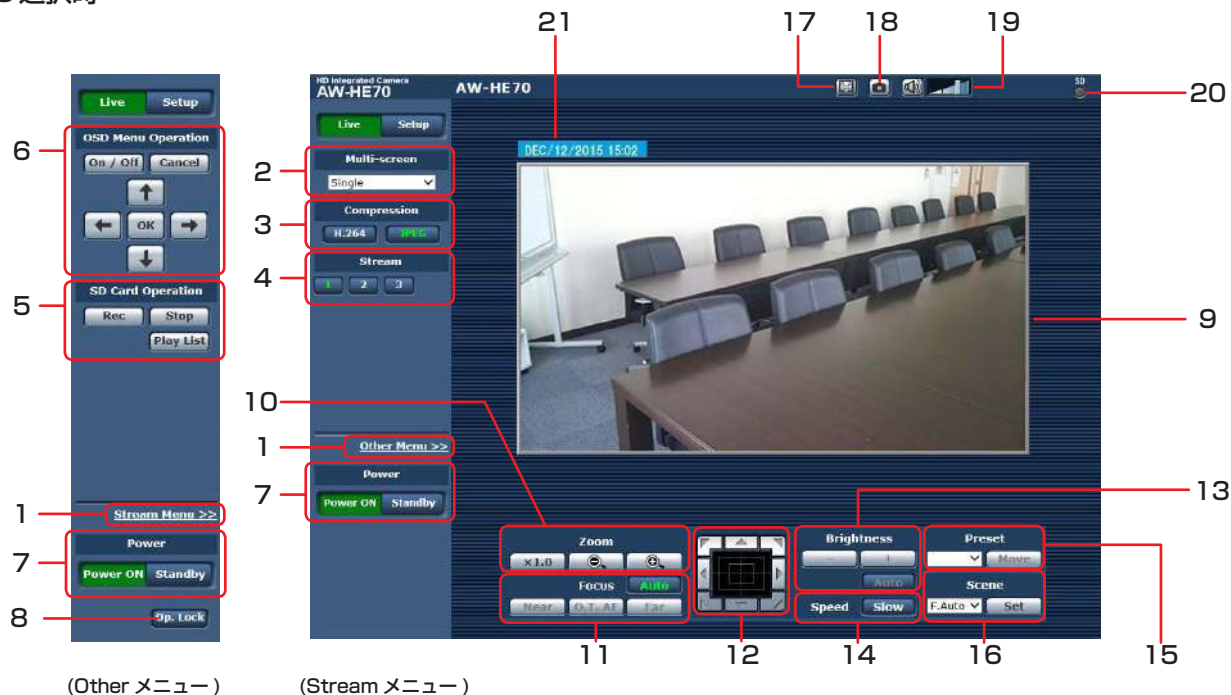 21
17
18
19
HD Integrated Camera
AW-HE70
AW-HE70
SD
20
Live Setup
Live Setup
6
OSD Menu Operation
On / Off Cancel
OK
5
SD Card Operation
Rec Stop
Play List
DEC/12/2015 15:02
2
Multi-screen
Single
3
Compression
H.264 JPEG
4
Stream
1 2 3
9
10
1
Other Menu >>
7
Power
Power ON Standby
1
Stream Menu >>
7
Power
Power ON Standby
8
Op. Lock
13
Zoom
×1.0
Focus Auto
Near O.T. AF Far
Brightness
- +
Auto
Speed Slow
Preset
Move
Scene
F.Auto Set
11
12
14
16
15
(Other メニュー)
(Stream メニュー)